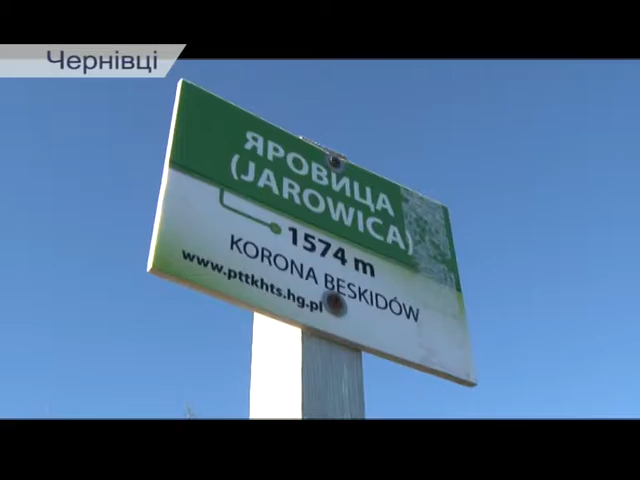 Чернівці
ЯРОВИЦА
(JAROWICA)
1574 m
KORONA BESKIDÓW
www.pttkhts.hg.pl